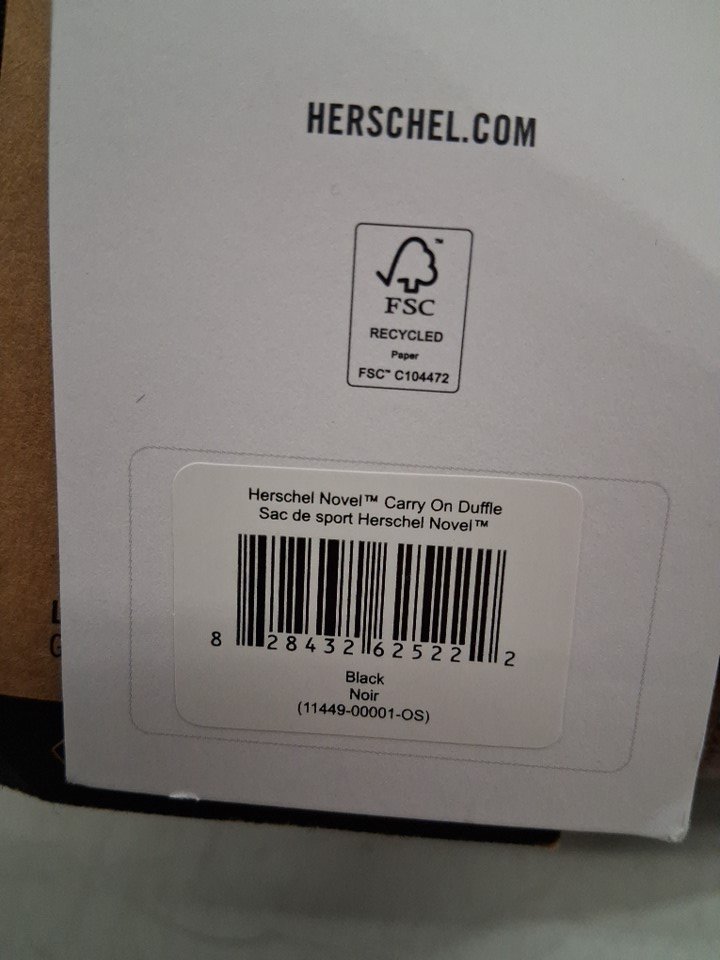 HERSCHEL.COM
FSC
RECYCLED
Paper
FSC™ C104472
Herschel Novel™ Carry On Duffle
Sac de sport Herschel Novel™
8 28432 62522 2
Black
Noir
(11449-00001-OS)